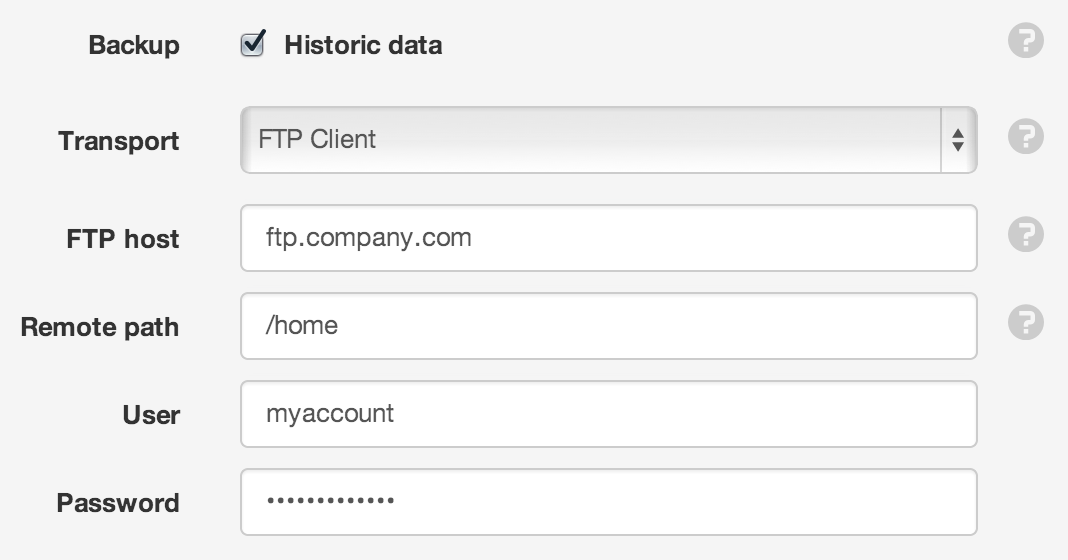 Backup Historic data ?
Transport FTP Client ?
FTP host ftp.company.com ?
Remote path /home ?
User myaccount
Password •••••••••••••